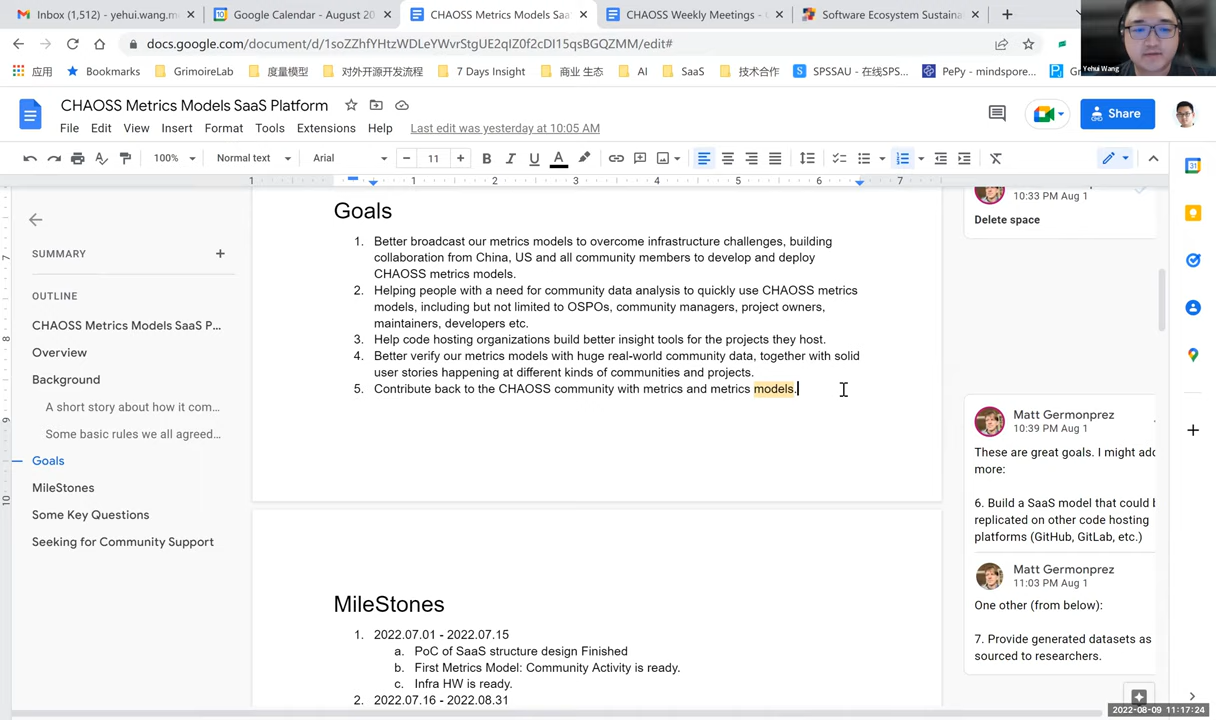 Inbox (1,512) - yehui.wang.m
Google Calendar - August 20
CHAOSS Metrics Models Saa
CHAOSS Weekly Meetings -
Software Ecosystem Sustaina
docs.google.com/document/d/1soZZhfYHtzWDLeYWvrStgUE2qIZ0f2cDI15qsBGQZMM/edit#
应用
Bookmarks
GrimoireLab
度量模型
对外开源开发流程
7 Days Insight
商业 生态
AI
SaaS
技术合作
SPSSAU - 在线SPS...
PePy - mindspore...
Yehui Wang
CHAOSS Metrics Models SaaS Platform
File Edit View Insert Format Tools Extensions Help Last edit was yesterday at 10:05 AM
Share
100% Normal text Arial 11
1 1 2 3 4 5 6 7
SUMMARY
OUTLINE
CHAOSS Metrics Models SaaS P...
Overview
Background
A short story about how it com...
Some basic rules we all agreed...
Goals
MileStones
Some Key Questions
Seeking for Community Support
7
8
9
10
Goals
1. Better broadcast our metrics models to overcome infrastructure challenges, building
collaboration from China, US and all community members to develop and deploy
CHAOSS metrics models.
2. Helping people with a need for community data analysis to quickly use CHAOSS metrics
models, including but not limited to OSPOs, community managers, project owners,
maintainers, developers etc.
3. Help code hosting organizations build better insight tools for the projects they host.
4. Better verify our metrics models with huge real-world community data, together with solid
user stories happening at different kinds of communities and projects.
5. Contribute back to the CHAOSS community with metrics and metrics models.
MileStones
1. 2022.07.01 - 2022.07.15
a. PoC of SaaS structure design Finished
b. First Metrics Model: Community Activity is ready.
c. Infra HW is ready.
2. 2022.07.16 - 2022.08.31
10:33 PM Aug 1
Delete space
Matt Germonprez
10:39 PM Aug 1
These are great goals. I might add
more:
6. Build a SaaS model that could b
replicated on other code hosting
platforms (GitHub, GitLab, etc.)
Matt Germonprez
11:03 PM Aug 1
One other (from below):
7. Provide generated datasets as
sourced to researchers.
31
2022-08-09 11:17:24